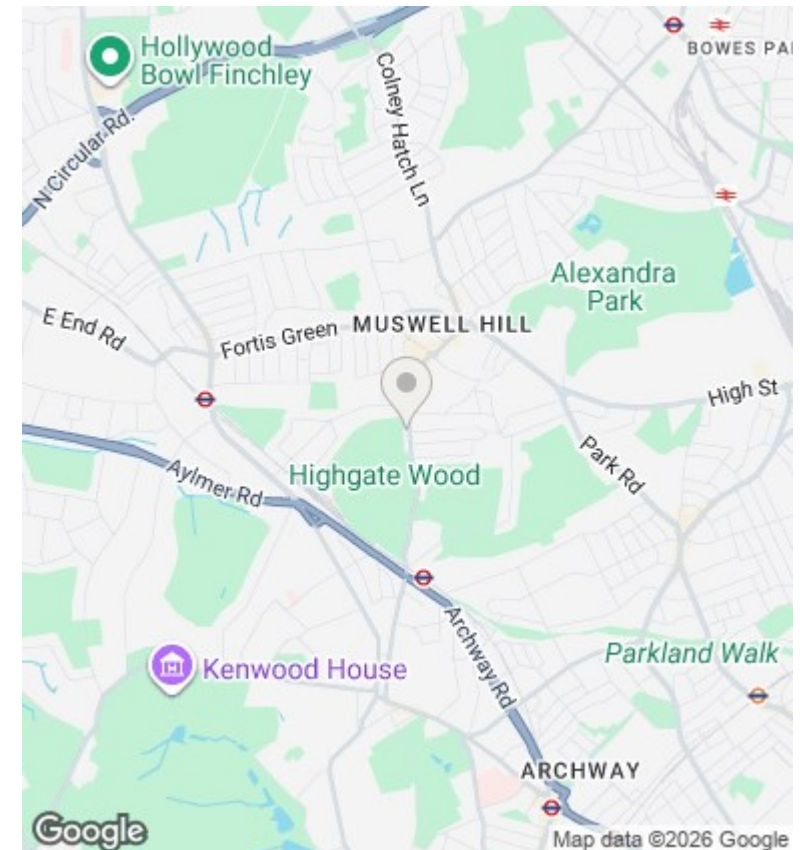 Hollywood
Bowl Finchley
BOWES PA
Colney Hatch Ln
N Circular Rd
Alexandra
Park
E End Rd
Fortis Green
MUSWELL HILL
High St
Park Rd
Highgate Wood
Aylmer Rd
Archway Rd
Parkland Walk
Kenwood House
ARCHWAY
Google
Map data ©2026 Google